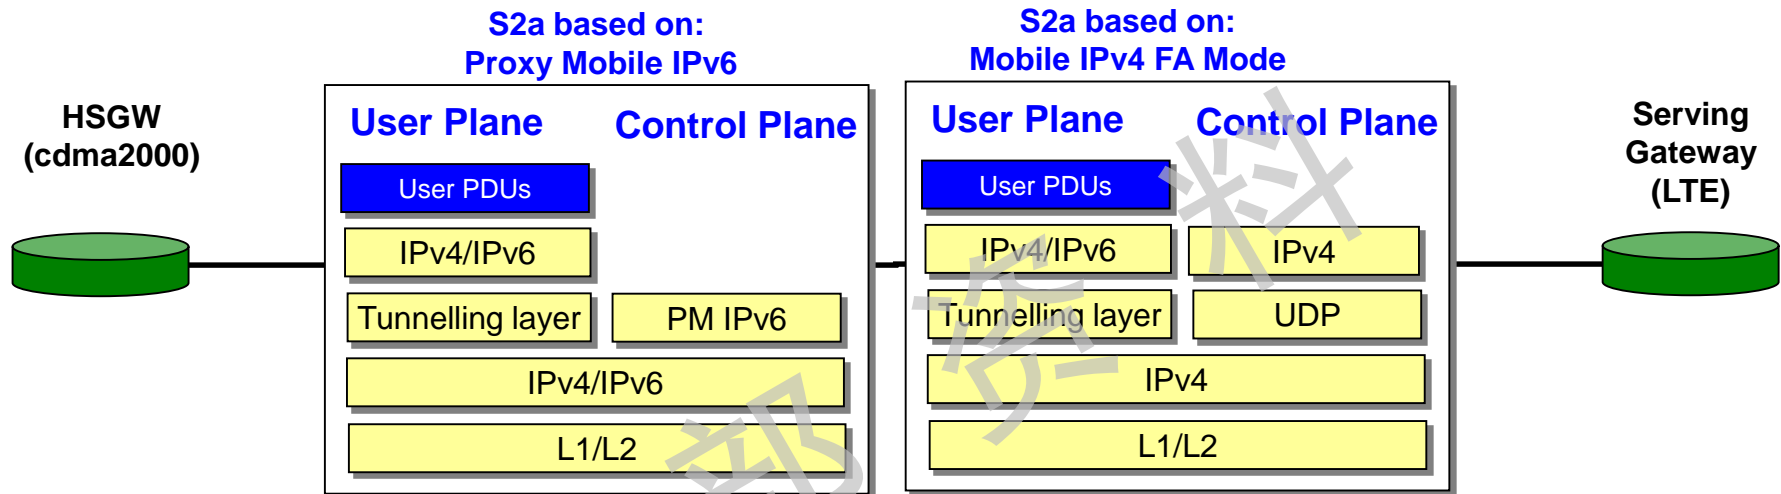 S2a based on:
Proxy Mobile IPv6
S2a based on:
Mobile IPv4 FA Mode
HSGW
(cdma2000)
User Plane
Control Plane
User PDUs
IPv4/IPv6
Tunnelling layer
PM IPv6
IPv4/IPv6
L1/L2
User Plane
Control Plane
User PDUs
IPv4/IPv6
IPv4
Tunnelling layer
UDP
IPv4
L1/L2
Serving
Gateway
(LTE)
部资料